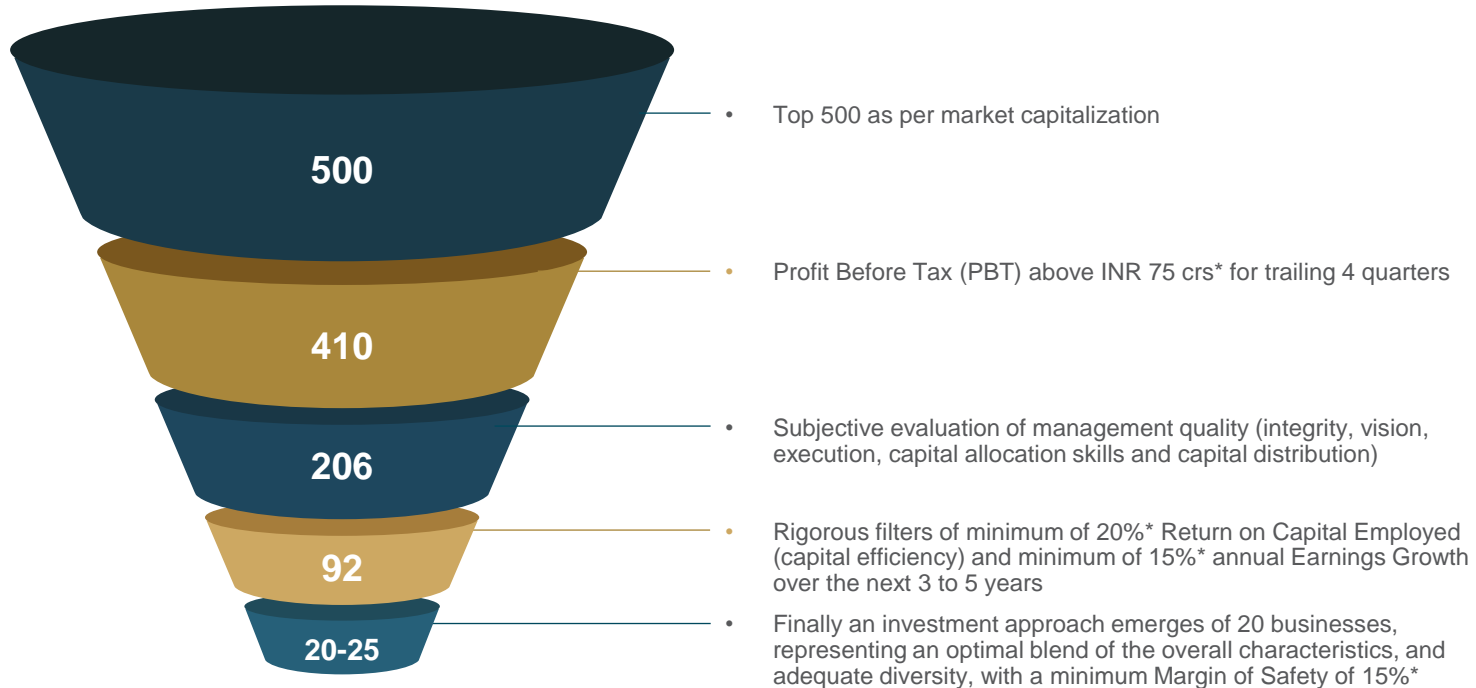 500
• Top 500 as per market capitalization
410
• Profit Before Tax (PBT) above INR 75 crs* for trailing 4 quarters
206
• Subjective evaluation of management quality (integrity, vision,
execution, capital allocation skills and capital distribution)
92
• Rigorous filters of minimum of 20%* Return on Capital Employed
(capital efficiency) and minimum of 15%* annual Earnings Growth
over the next 3 to 5 years
20-25
• Finally an investment approach emerges of 20 businesses,
representing an optimal blend of the overall characteristics, and
adequate diversity, with a minimum Margin of Safety of 15%*